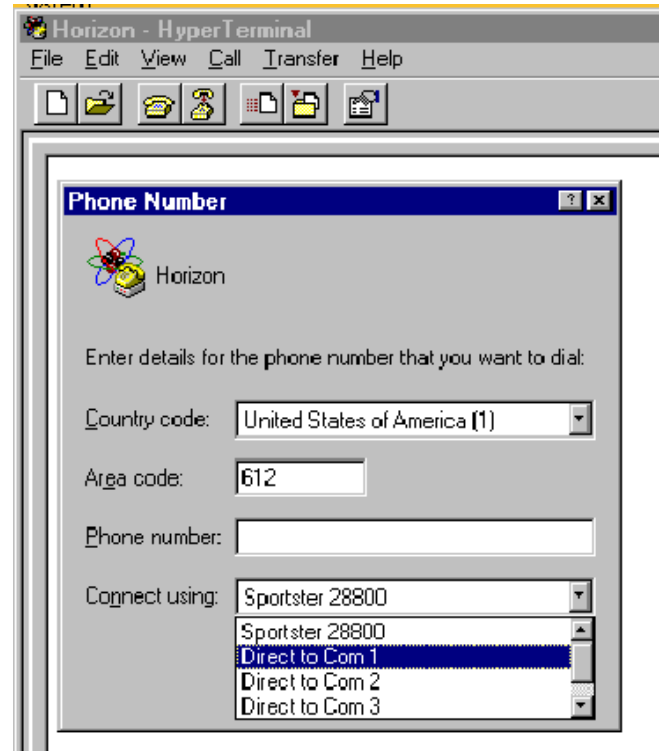 Horizon - HyperTerminal
File Edit View Call Transfer Help
Phone Number
Horizon
Enter details for the phone number that you want to dial:
Country code: United States of America (1)
Area code: 612
Phone number:
Connect using: Sportster 28800
Sportster 28800
Direct to Com 1
Direct to Com 2
Direct to Com 3